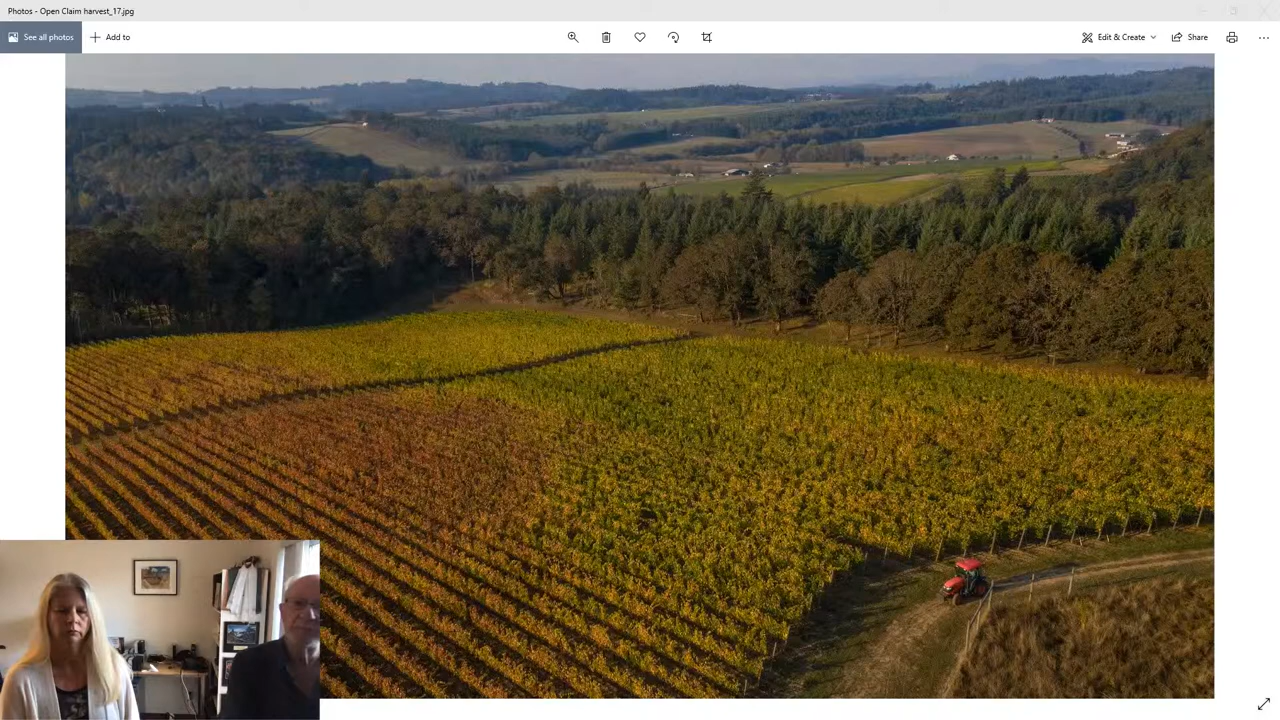 Photos - Open Claim harvest_17.jpg
See all photos
Add to
Edit & Create
Share